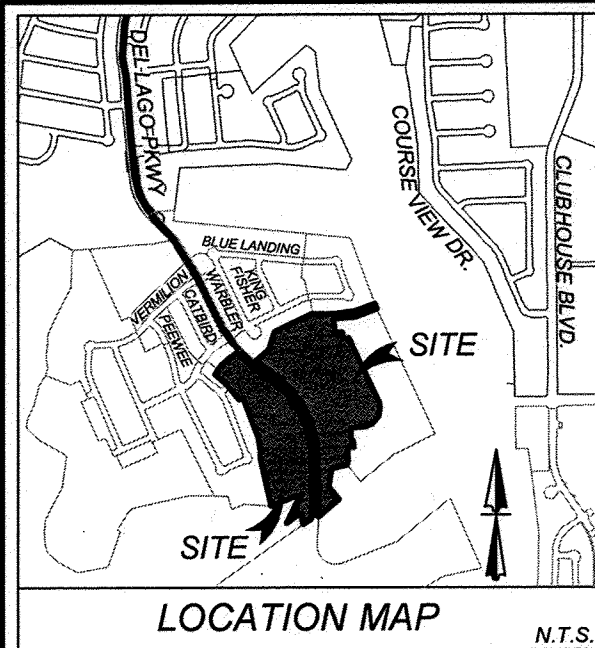 DEL LAGO PKWY
COURSE VIEW DR.
CLUBHOUSE BLVD.
BLUE LANDING
KING
FISHER
WARBLER
VERMILION
CATBIRD
PEEWEE
SITE
SITE
LOCATION MAP
N.T.S.